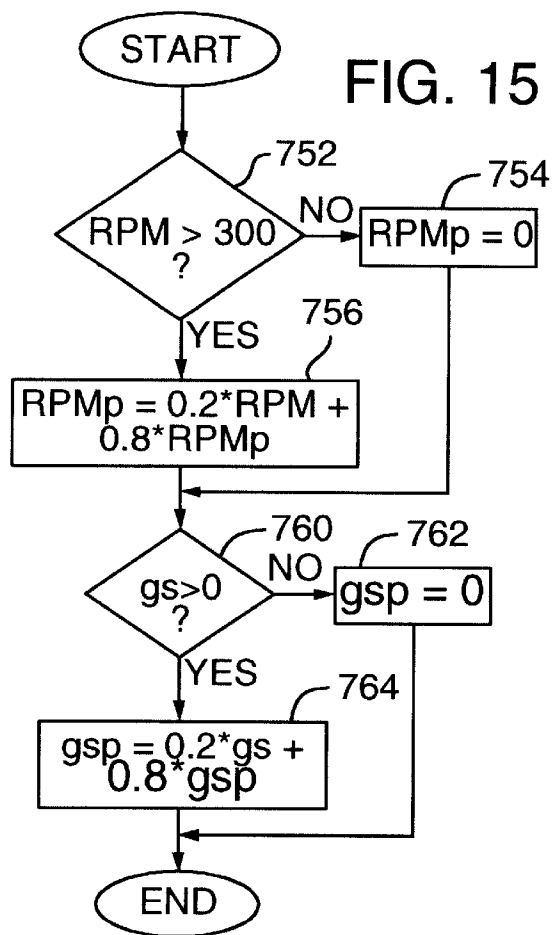 START
FIG. 15
752
754
RPM > 300
?
NO
RPMp = 0
YES
756
RPMp = 0.2*RPM +
0.8*RPMp
760
762
gs>0
?
NO
gsp = 0
YES
764
gsp = 0.2*gs +
0.8*gsp
END